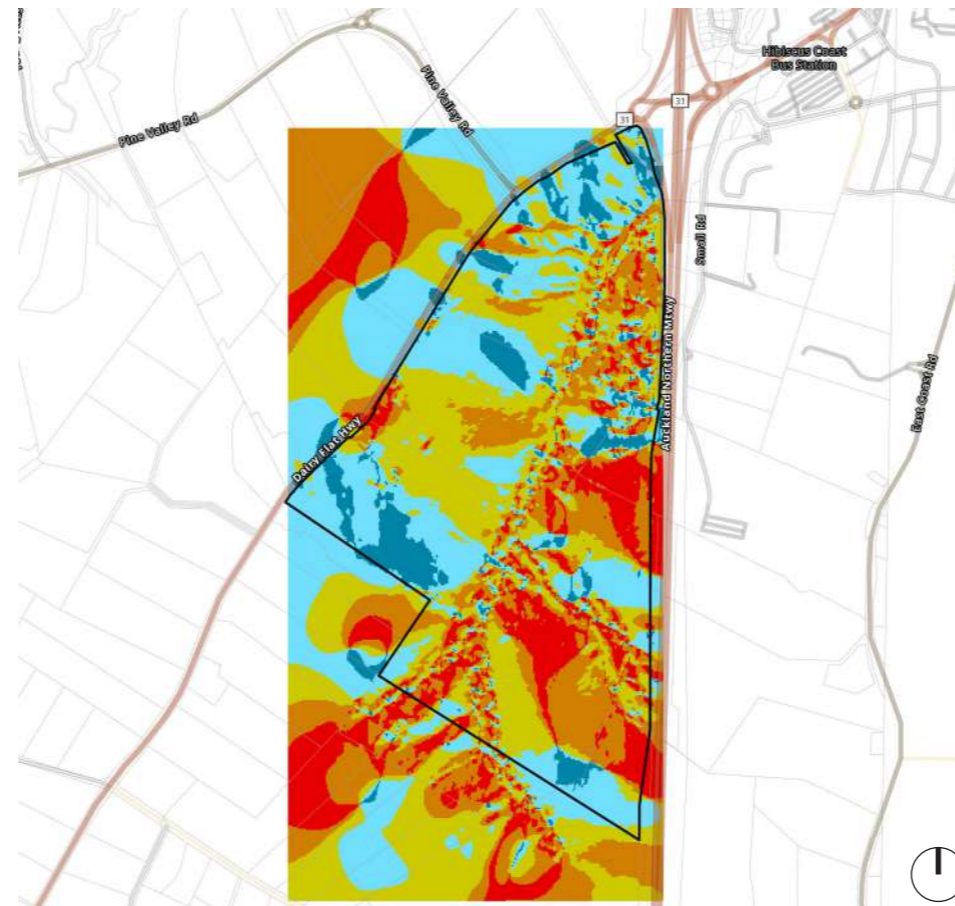 Hibiscus Coast
Bus Station
Pine Valley Rd
31
31
Pine Valley Rd
Small Rd
Auckland Northern Mtwy
East Coast Rd
Dairy Flat Hwy